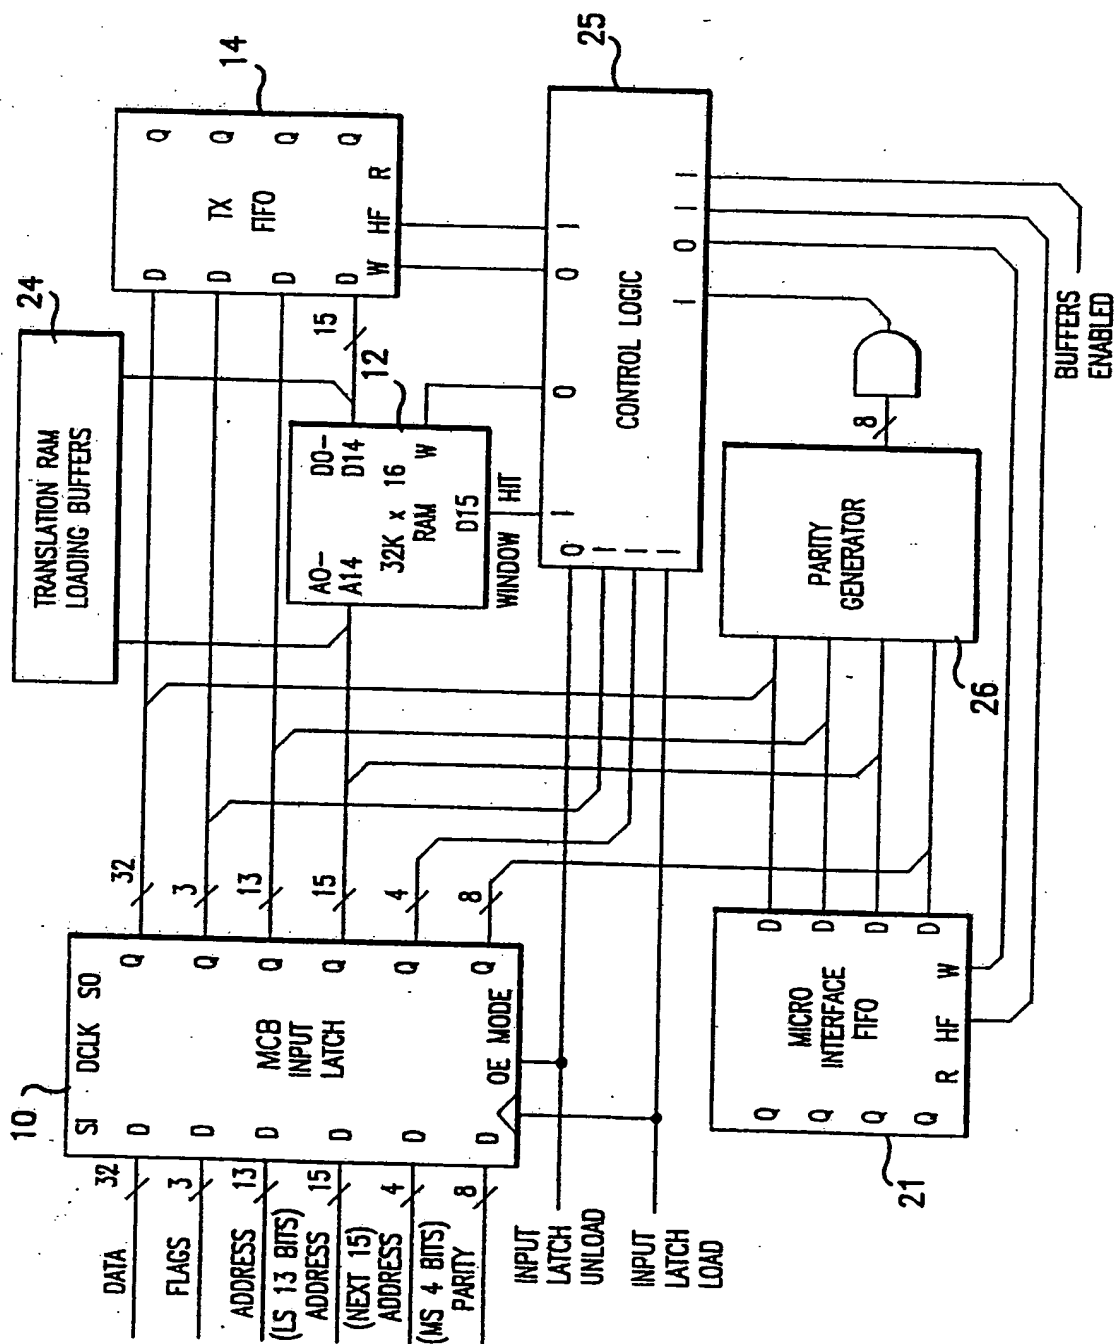 TRANSLATION RAM
LOADING BUFFERS
24
14
D
D
D
D
TX
FIFO
Q
Q
Q
Q
W
HF
R
15
12
A0-
A14
D0-
D14
32K x 16
RAM
W
D15
WINDOW HIT
25
CONTROL LOGIC
I
O
O
I
O
I
I
I
I
O
I
I
10
SI
DCLK
SO
MCB
INPUT
LATCH
D
D
D
D
D
D
Q
Q
Q
Q
Q
Q
OE
MODE
32
3
13
15
4
8
DATA
32
FLAGS
3
ADDRESS
(LS 13 BITS)
13
ADDRESS
(NEXT 15)
15
ADDRESS
(MS 4 BITS)
4
PARITY
8
INPUT
LATCH
UNLOAD
INPUT
LATCH
LOAD
PARITY
GENERATOR
26
8
BUFFERS
ENABLED
MICRO
INTERFACE
FIFO
Q
Q
Q
Q
D
D
D
D
R
HF
W
21